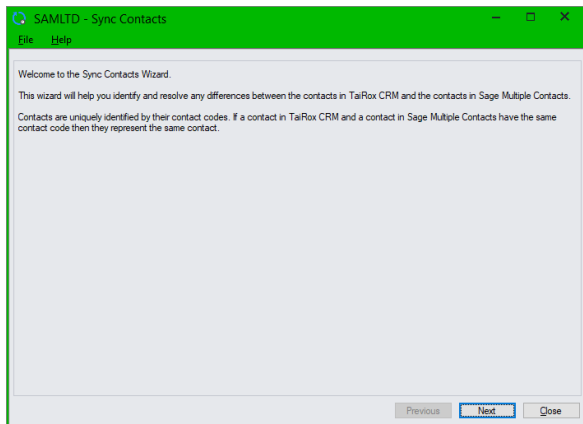 SAMLTD - Sync Contacts
File Help
Welcome to the Sync Contacts Wizard.
This wizard will help you identify and resolve any differences between the contacts in TaiRox CRM and the contacts in Sage Multiple Contacts.
Contacts are uniquely identified by their contact codes. If a contact in TaiRox CRM and a contact in Sage Multiple Contacts have the same
contact code then they represent the same contact.
Previous Next Close